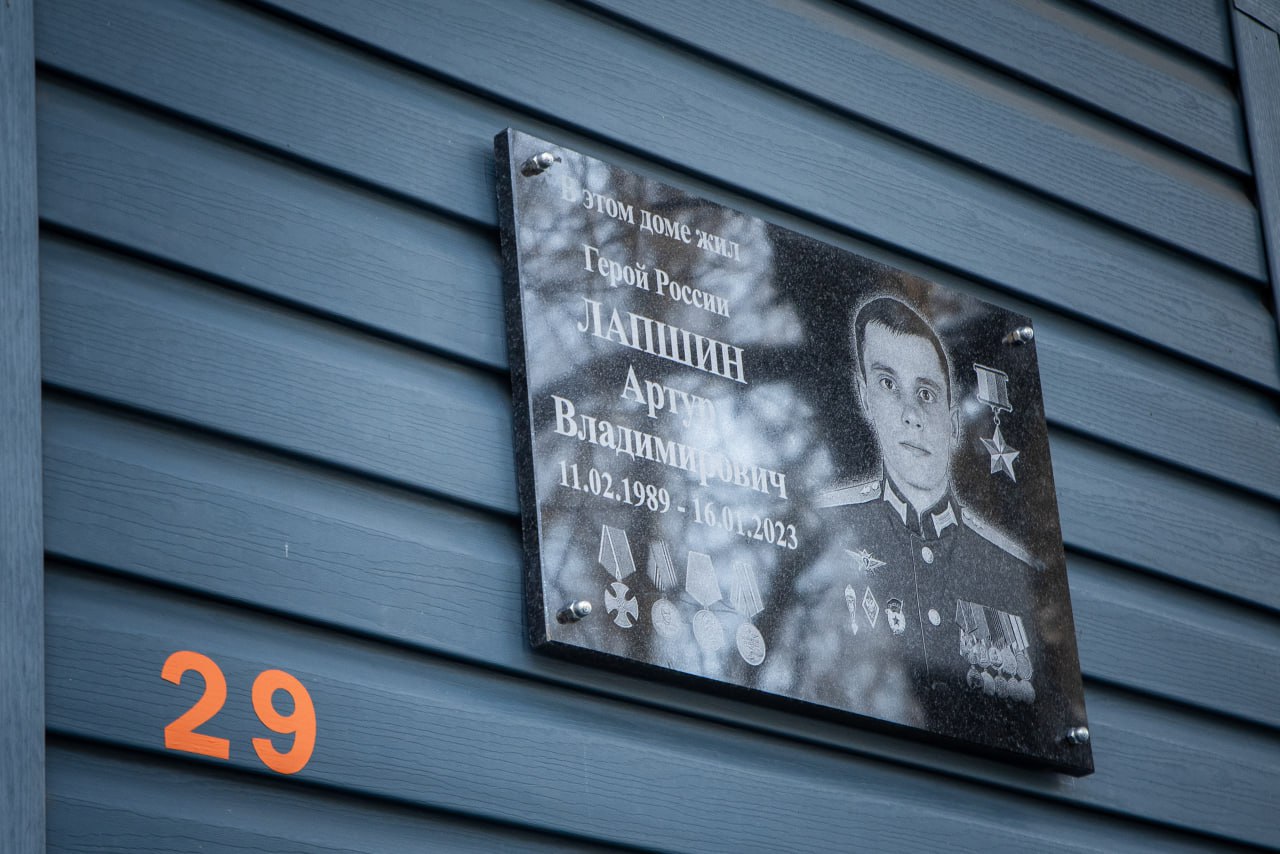 В этом доме жил
Герой России
ЛАПШИН
Артур
Владимирович
11.02.1989 - 16.01.2023
29